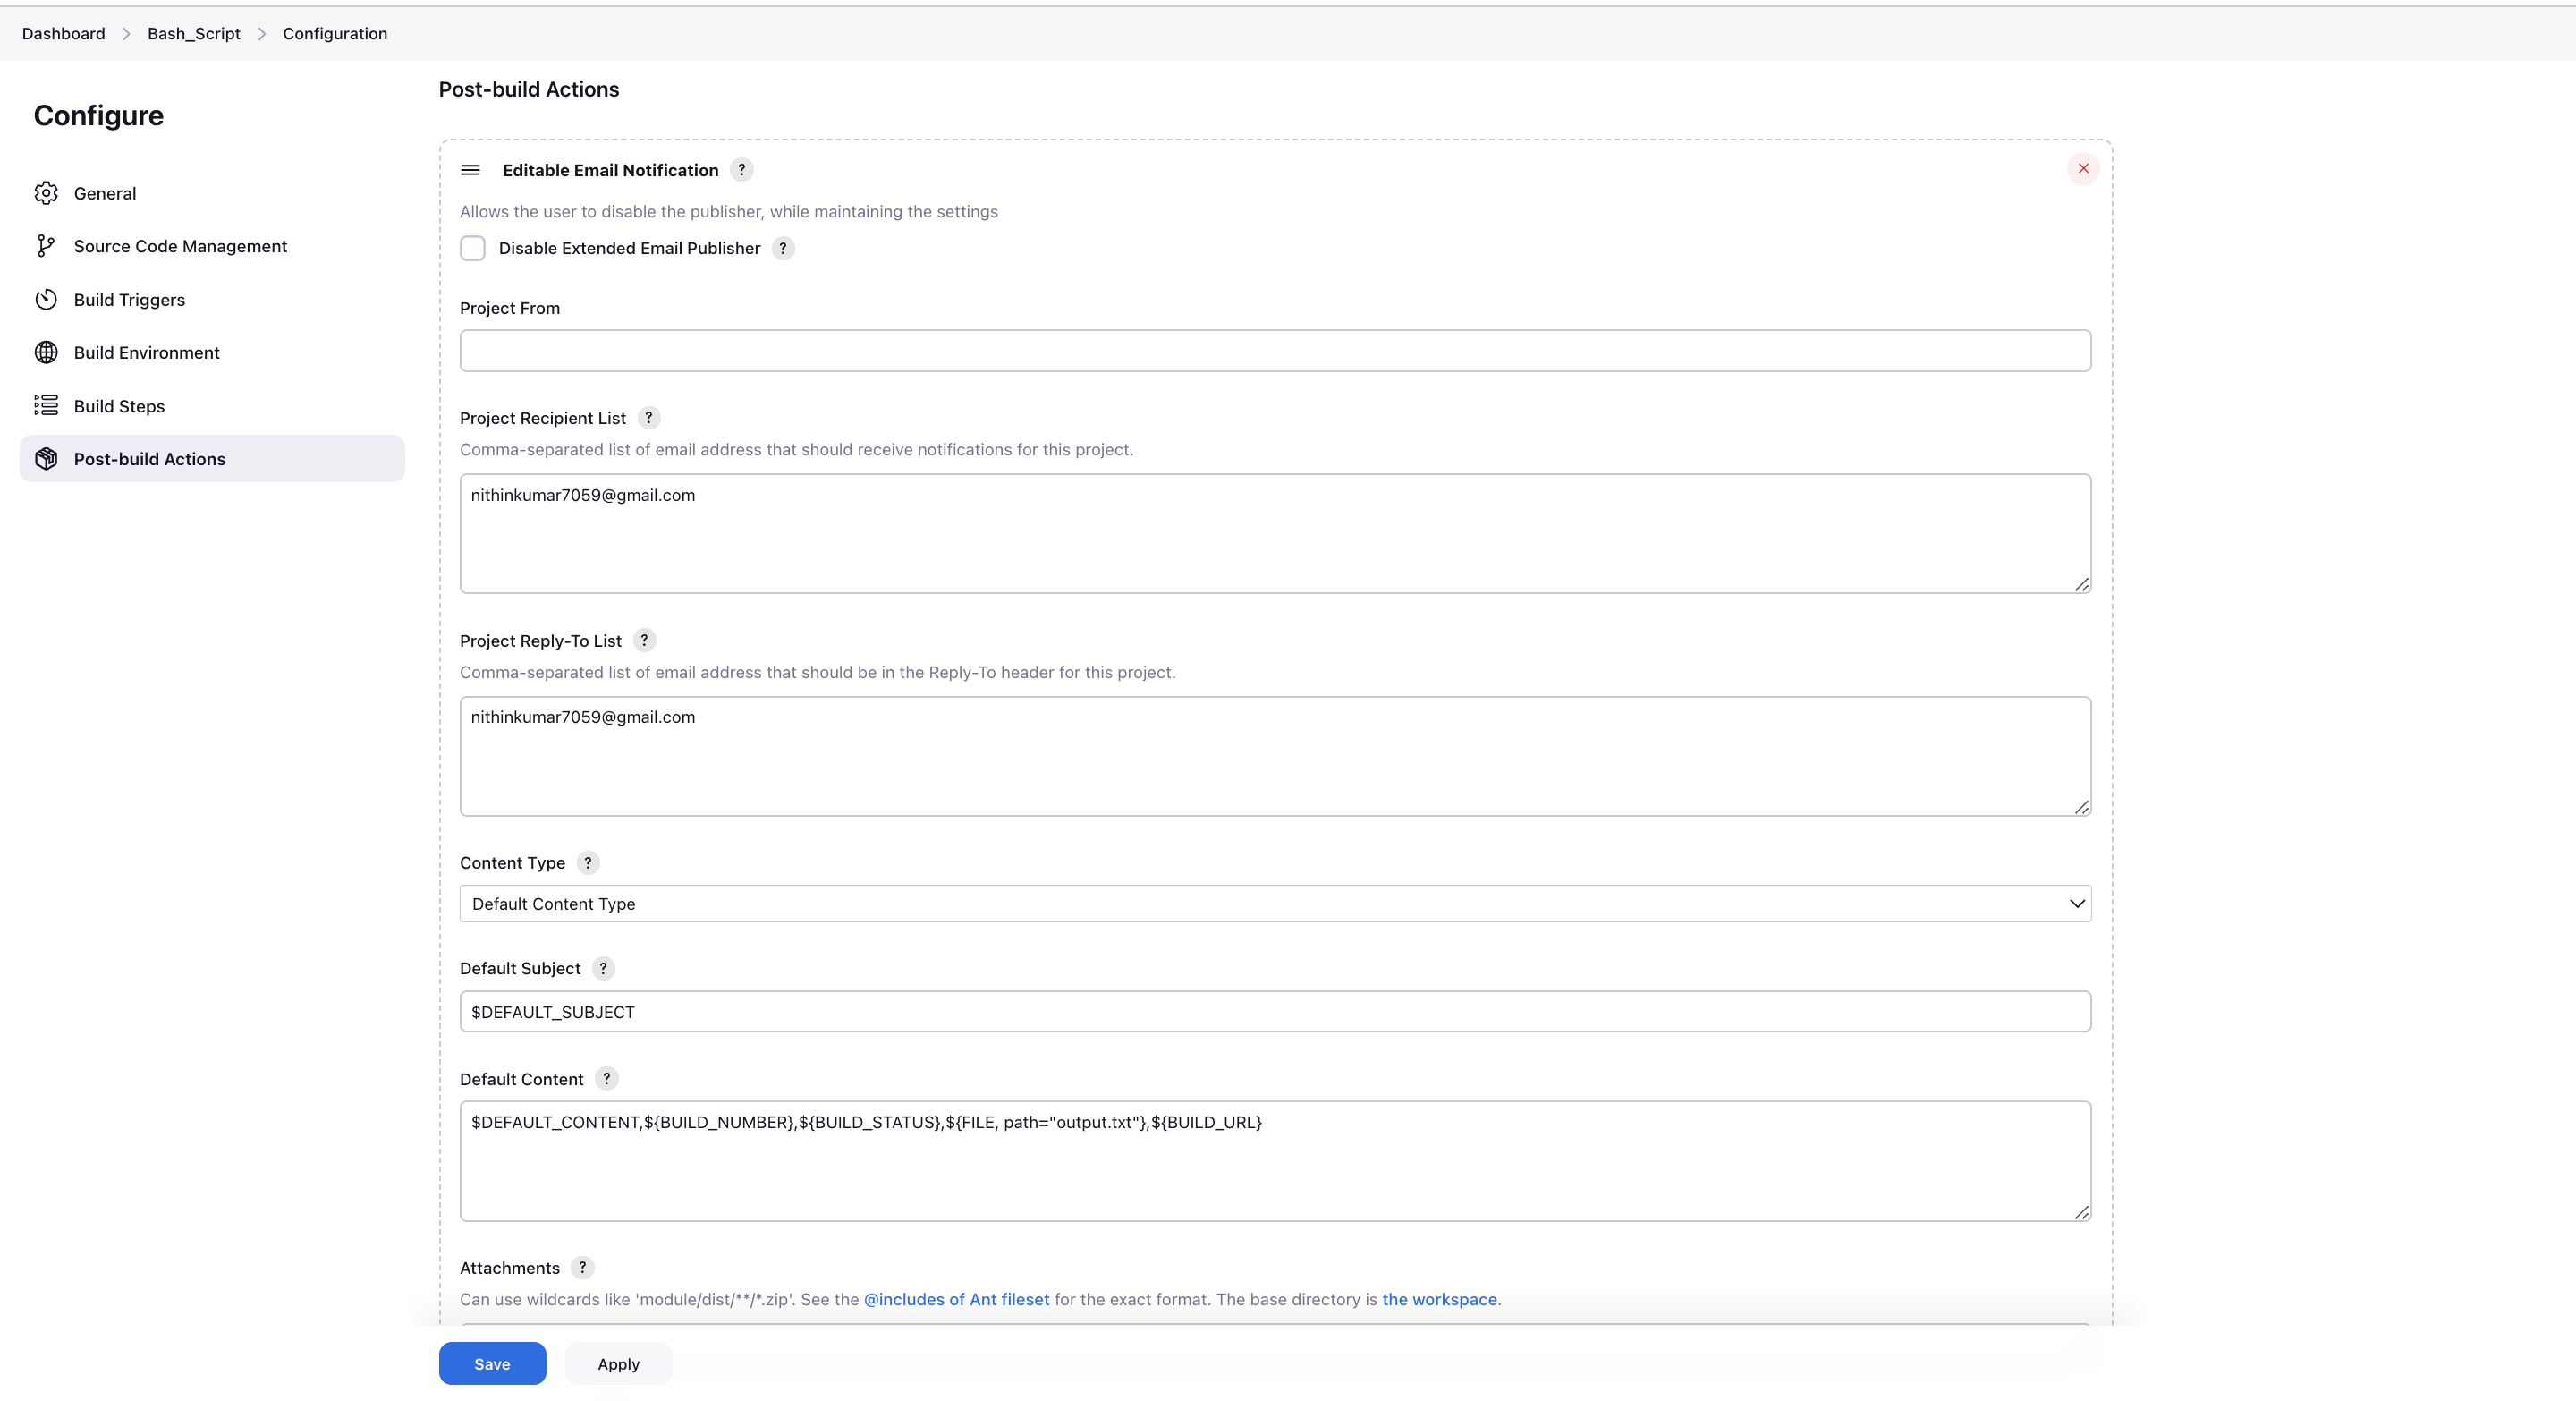 Dashboard > Bash_Script > Configuration
Configure
General
Source Code Management
Build Triggers
Build Environment
Build Steps
Post-build Actions
Post-build Actions
Editable Email Notification ?
Allows the user to disable the publisher, while maintaining the settings
Disable Extended Email Publisher ?
Project From
Project Recipient List ?
Comma-separated list of email address that should receive notifications for this project.
nithinkumar7059@gmail.com
Project Reply-To List ?
Comma-separated list of email address that should be in the Reply-To header for this project.
nithinkumar7059@gmail.com
Content Type ?
Default Content Type
Default Subject ?
$DEFAULT_SUBJECT
Default Content ?
$DEFAULT_CONTENT,${BUILD_NUMBER},${BUILD_STATUS},${FILE, path="output.txt"},${BUILD_URL}
Attachments ?
Can use wildcards like 'module/dist/**/*.zip'. See the @includes of Ant fileset for the exact format. The base directory is the workspace.
Save
Apply